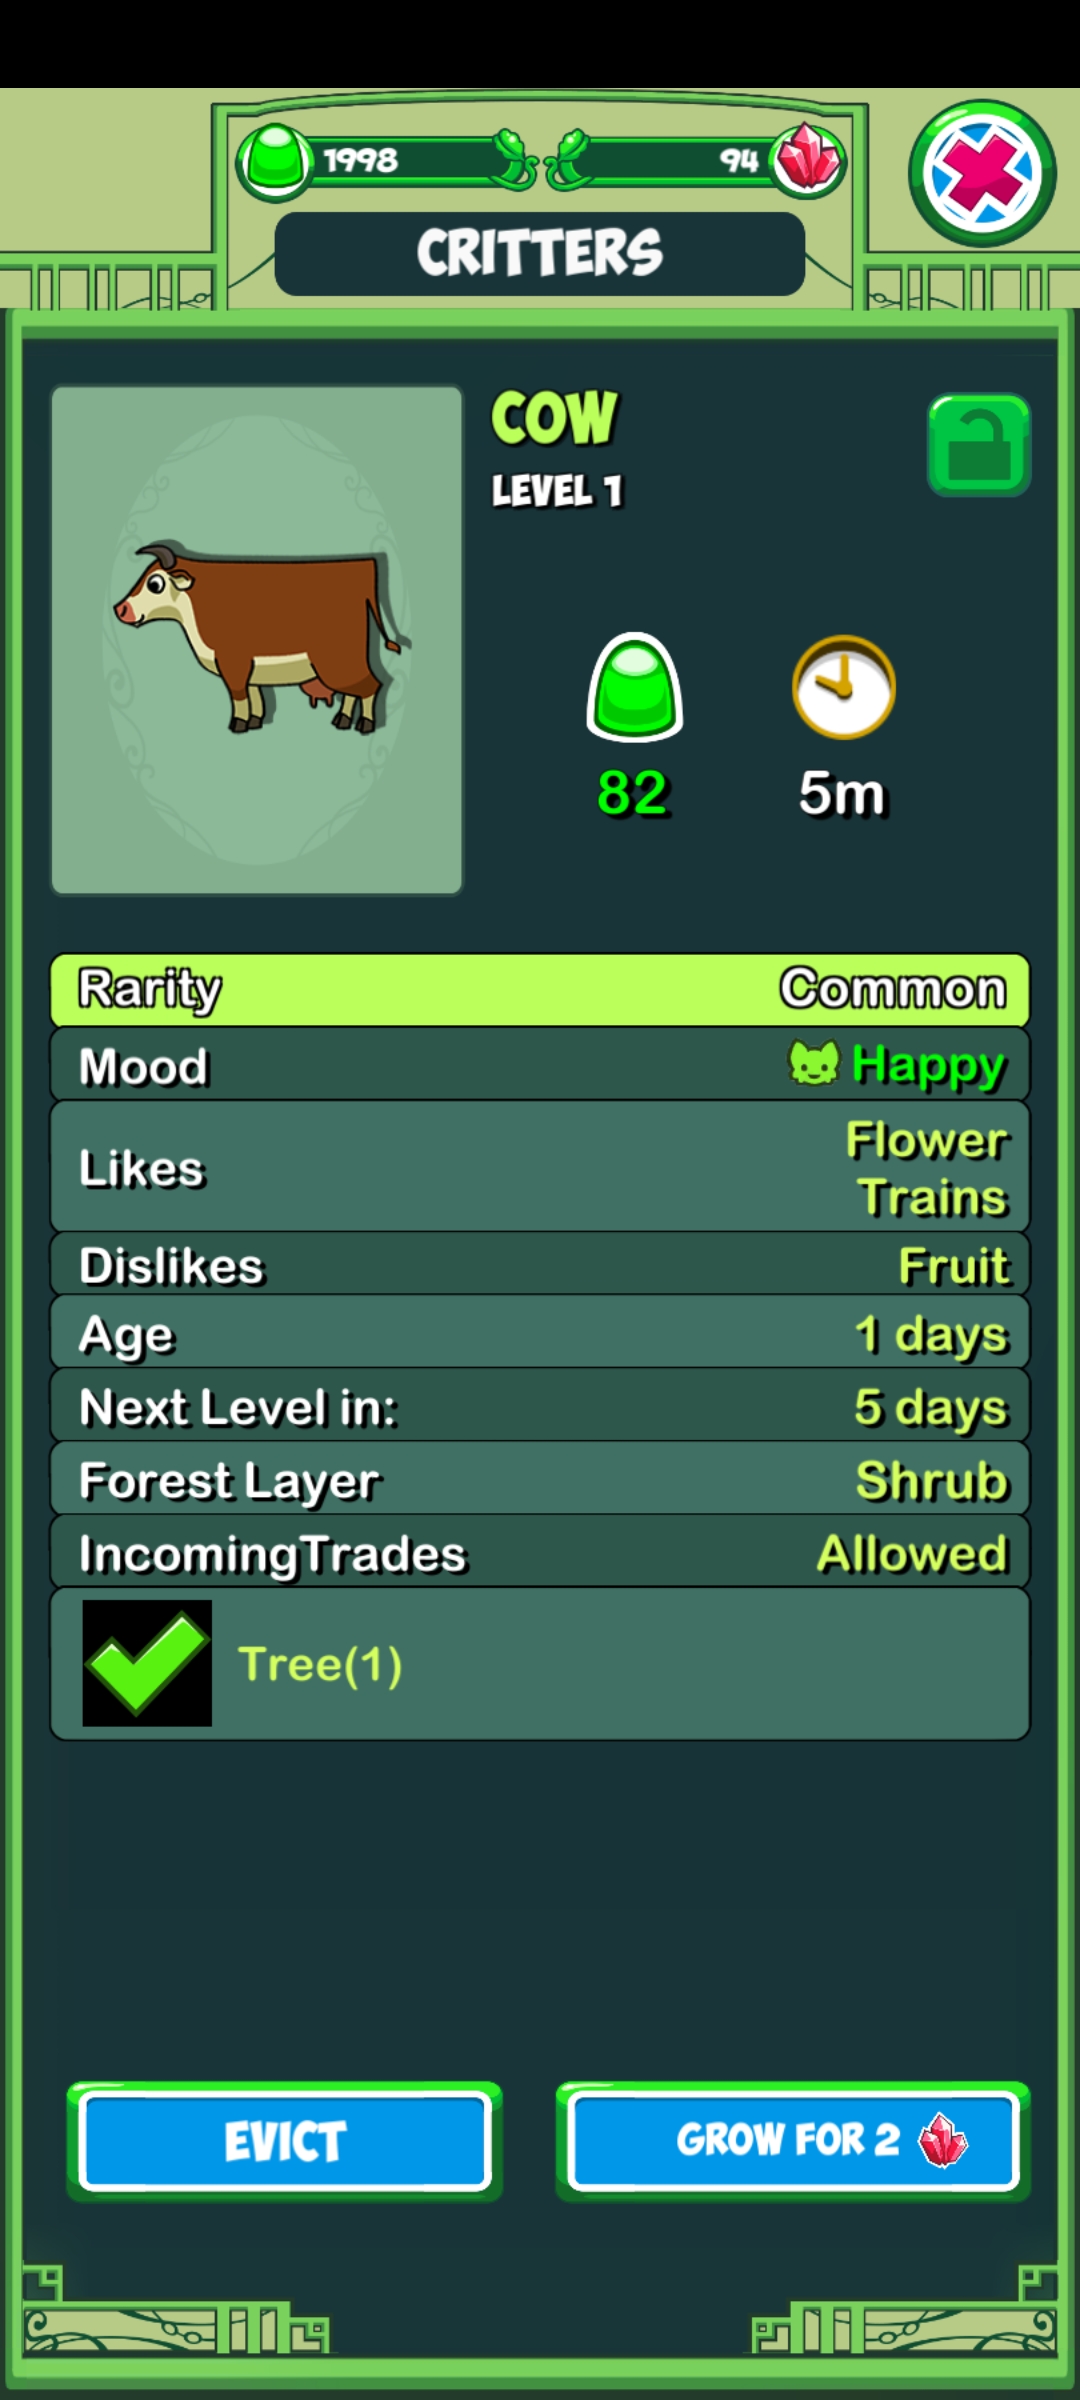 1998
94
CRITTERS
COW
LEVEL 1
82
5m
Rarity Common
Mood Happy
Likes Flower
Trains
Dislikes Fruit
Age 1 days
Next Level in: 5 days
Forest Layer Shrub
IncomingTrades Allowed
Tree(1)
EVICT
GROW FOR 2